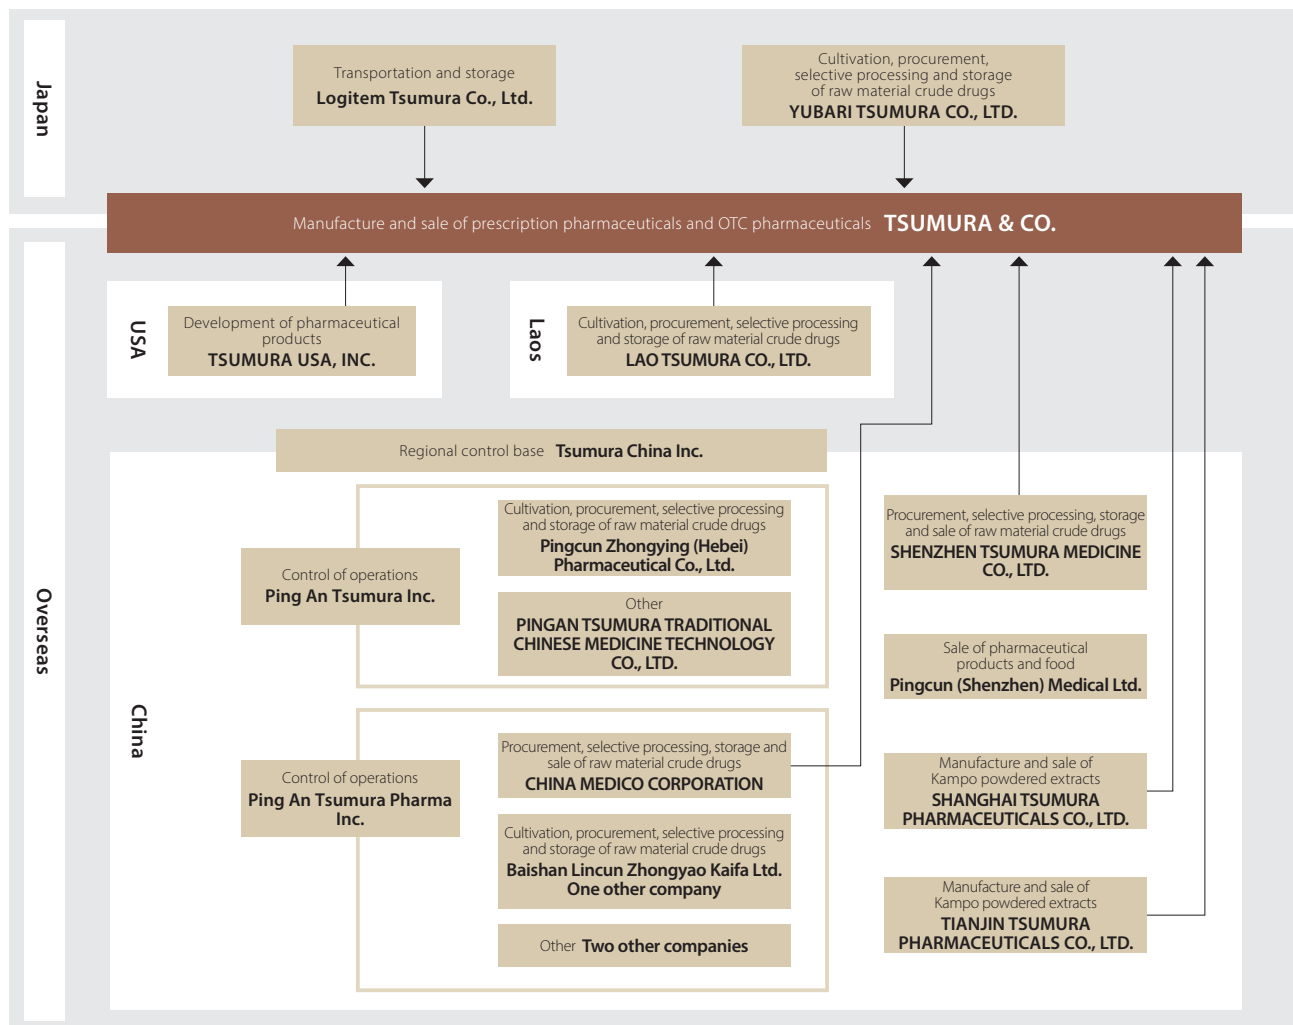 Japan
Transportation and storage
Logitem Tsumura Co., Ltd.
Cultivation, procurement,
selective processing and storage
of raw material crude drugs
YUBARI TSUMURA CO., LTD.
Manufacture and sale of prescription pharmaceuticals and OTC pharmaceuticals TSUMURA & CO.
Overseas
USA
Development of pharmaceutical
products
TSUMURA USA, INC.
Laos
Cultivation, procurement, selective processing
and storage of raw material crude drugs
LAO TSUMURA CO., LTD.
China
Regional control base Tsumura China Inc.
Control of operations
Ping An Tsumura Inc.
Cultivation, procurement, selective processing
and storage of raw material crude drugs
Pingcun Zhongying (Hebei)
Pharmaceutical Co., Ltd.
Other
PINGAN TSUMURA TRADITIONAL
CHINESE MEDICINE TECHNOLOGY
CO., LTD.
Control of operations
Ping An Tsumura Pharma
Inc.
Procurement, selective processing, storage and
sale of raw material crude drugs
CHINA MEDICO CORPORATION
Cultivation, procurement, selective processing
and storage of raw material crude drugs
Baishan Lincun Zhongyao Kaifa Ltd.
One other company
Other Two other companies
Procurement, selective processing, storage
and sale of raw material crude drugs
SHENZHEN TSUMURA MEDICINE
CO., LTD.
Sale of pharmaceutical
products and food
Pingcun (Shenzhen) Medical Ltd.
Manufacture and sale of
Kampo powdered extracts
SHANGHAI TSUMURA
PHARMACEUTICALS CO., LTD.
Manufacture and sale of
Kampo powdered extracts
TIANJIN TSUMURA
PHARMACEUTICALS CO., LTD.